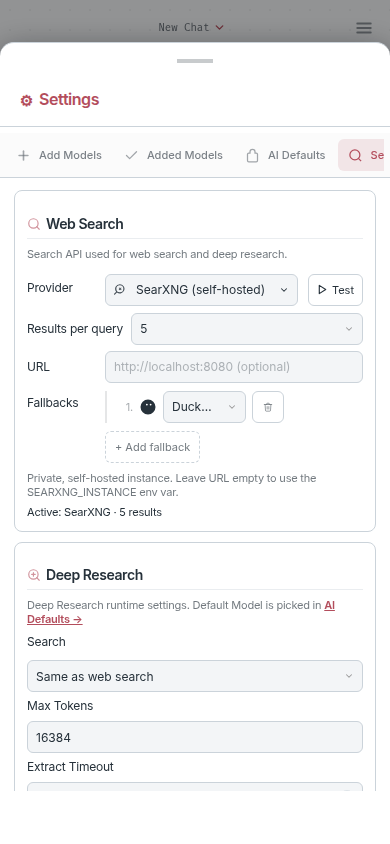 New Chat
Settings
Add Models
Added Models
AI Defaults
Se
Web Search
Search API used for web search and deep research.
Provider
SearXNG (self-hosted)
Test
Results per query
5
URL
http://localhost:8080 (optional)
Fallbacks
1.
Duck...
+ Add fallback
Private, self-hosted instance. Leave URL empty to use the
SEARXNG_INSTANCE env var.
Active: SearXNG · 5 results
Deep Research
Deep Research runtime settings. Default Model is picked in AI
Defaults →
Search
Same as web search
Max Tokens
16384
Extract Timeout